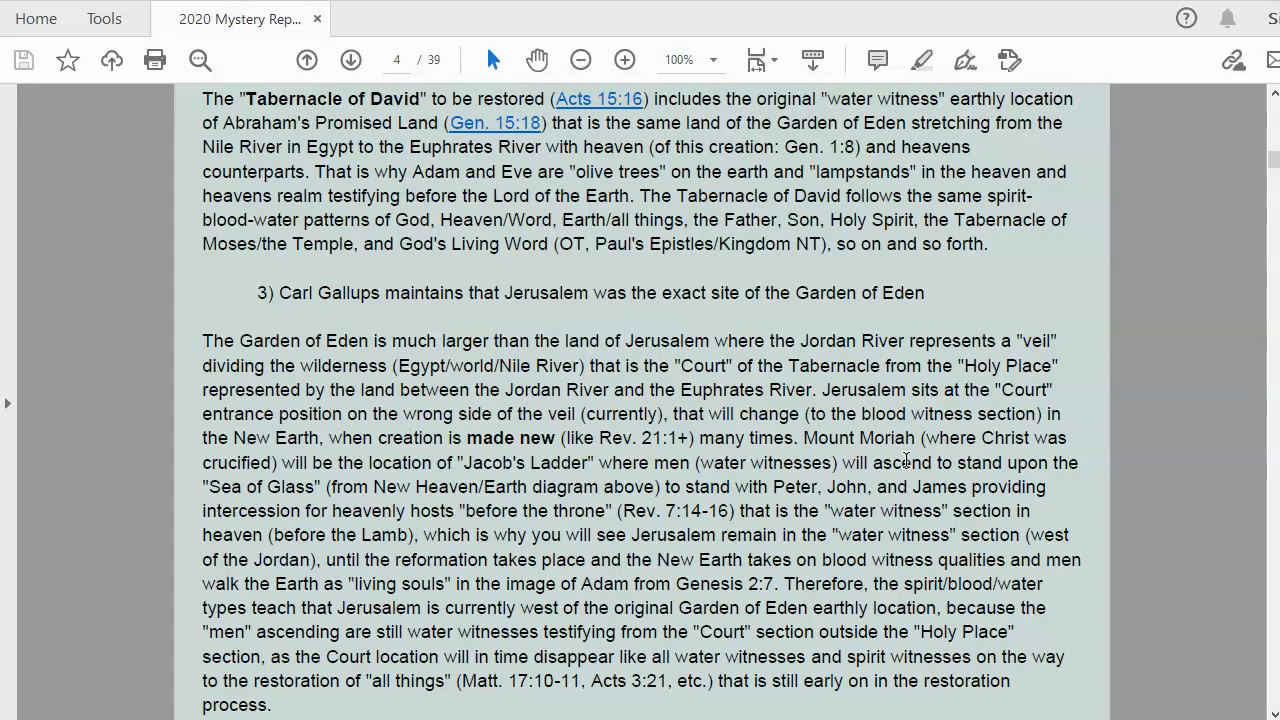 Home Tools 2020 Mystery Rep... ×
4 / 39 100%
The "Tabernacle of David" to be restored (Acts 15:16) includes the original "water witness" earthly location
of Abraham's Promised Land (Gen. 15:18) that is the same land of the Garden of Eden stretching from the
Nile River in Egypt to the Euphrates River with heaven (of this creation: Gen. 1:8) and heavens
counterparts. That is why Adam and Eve are "olive trees" on the earth and "lampstands" in the heaven and
heavens realm testifying before the Lord of the Earth. The Tabernacle of David follows the same spirit-
blood-water patterns of God, Heaven/Word, Earth/all things, the Father, Son, Holy Spirit, the Tabernacle of
Moses/the Temple, and God's Living Word (OT, Paul's Epistles/Kingdom NT), so on and so forth.
3) Carl Gallups maintains that Jerusalem was the exact site of the Garden of Eden
The Garden of Eden is much larger than the land of Jerusalem where the Jordan River represents a "veil"
dividing the wilderness (Egypt/world/Nile River) that is the "Court" of the Tabernacle from the "Holy Place"
represented by the land between the Jordan River and the Euphrates River. Jerusalem sits at the "Court"
entrance position on the wrong side of the veil (currently), that will change (to the blood witness section) in
the New Earth, when creation is made new (like Rev. 21:1+) many times. Mount Moriah (where Christ was
crucified) will be the location of "Jacob's Ladder" where men (water witnesses) will ascend to stand upon the
"Sea of Glass" (from New Heaven/Earth diagram above) to stand with Peter, John, and James providing
intercession for heavenly hosts "before the throne" (Rev. 7:14-16) that is the "water witness" section in
heaven (before the Lamb), which is why you will see Jerusalem remain in the "water witness" section (west
of the Jordan), until the reformation takes place and the New Earth takes on blood witness qualities and men
walk the Earth as "living souls" in the image of Adam from Genesis 2:7. Therefore, the spirit/blood/water
types teach that Jerusalem is currently west of the original Garden of Eden earthly location, because the
"men" ascending are still water witnesses testifying from the "Court" section outside the "Holy Place"
section, as the Court location will in time disappear like all water witnesses and spirit witnesses on the way
to the restoration of "all things" (Matt. 17:10-11, Acts 3:21, etc.) that is still early on in the restoration
process.